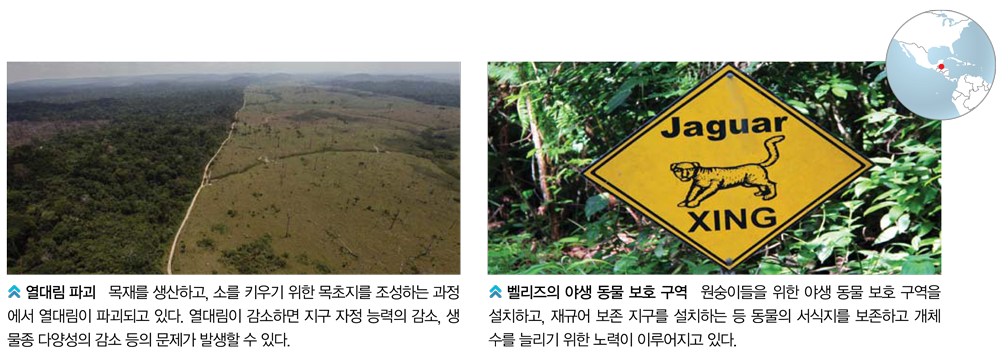 열대림 파괴 목재를 생산하고, 소를 키우기 위한 목초지를 조성하는 과정
에서 열대림이 파괴되고 있다. 열대림이 감소하면 지구 자정 능력의 감소, 생
물종 다양성의 감소 등의 문제가 발생할 수 있다.
Jaguar
XING
벨리즈의 야생 동물 보호 구역 원숭이들을 위한 야생 동물 보호 구역을
설치하고, 재규어 보존 지구를 설치하는 등 동물의 서식지를 보존하고 개체
수를 늘리기 위한 노력이 이루어지고 있다.